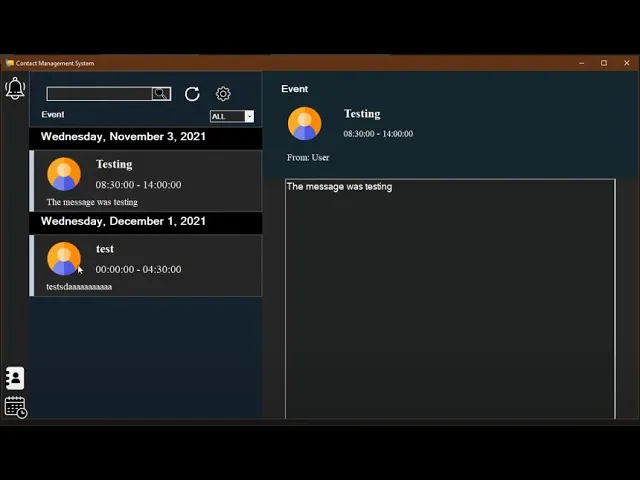 Contact Management System
Event
ALL
Wednesday, November 3, 2021
Testing
08:30:00 - 14:00:00
The message was testing
Wednesday, December 1, 2021
test
00:00:00 - 04:30:00
testsdaaaaaaaaaaa
Event
Testing
08:30:00 - 14:00:00
From: User
The message was testing